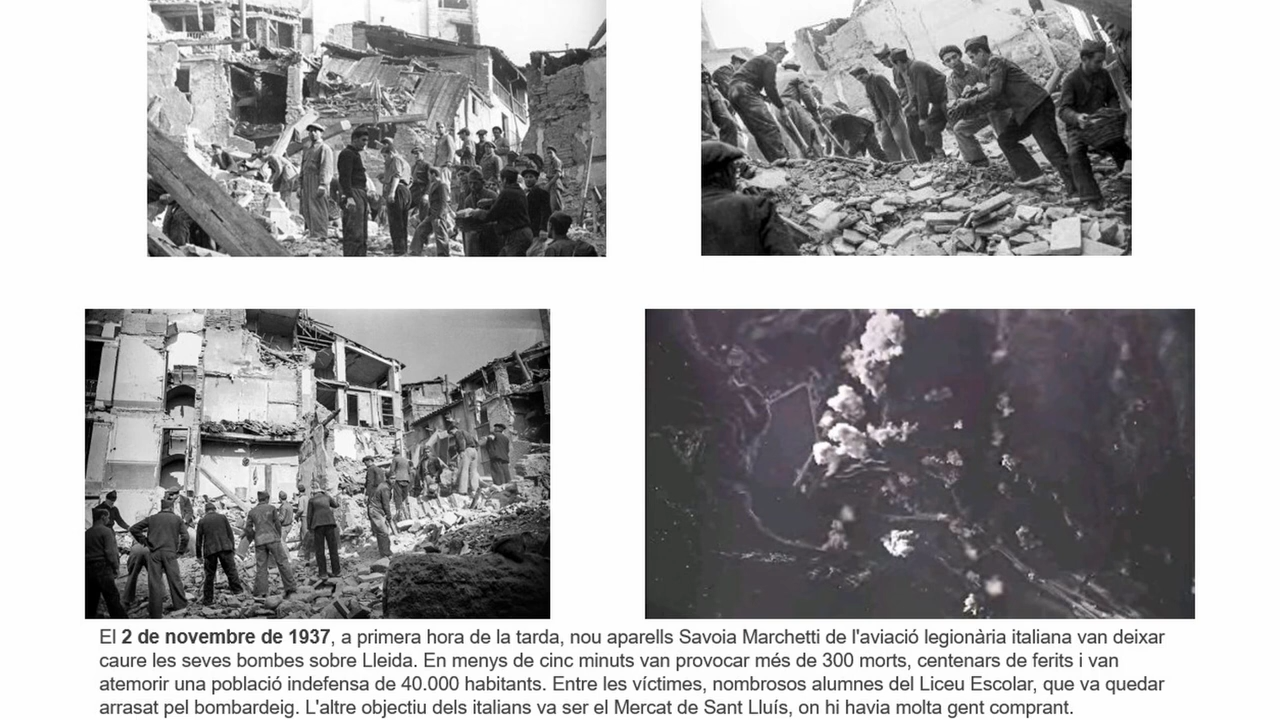 El 2 de novembre de 1937, a primera hora de la tarda, nou aparells Savoia Marchetti de l'aviació legionària italiana van deixar
caure les seves bombes sobre Lleida. En menys de cinc minuts van provocar més de 300 morts, centenars de ferits i van
atemorir una població indefensa de 40.000 habitants. Entre les víctimes, nombrosos alumnes del Liceu Escolar, que va quedar
arrasat pel bombardeig. L'altre objectiu dels italians va ser el Mercat de Sant Lluís, on hi havia molta gent comprant.